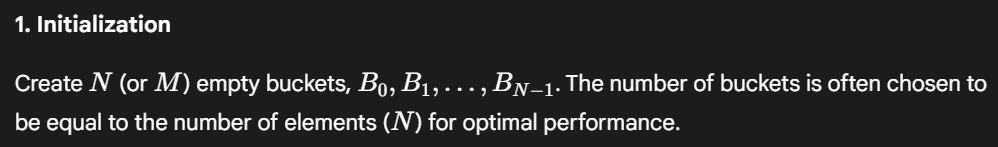 1. Initialization
Create N (or M) empty buckets, B₀, B₁, . . . , B_{N−1}. The number of buckets is often chosen to
be equal to the number of elements (N) for optimal performance.